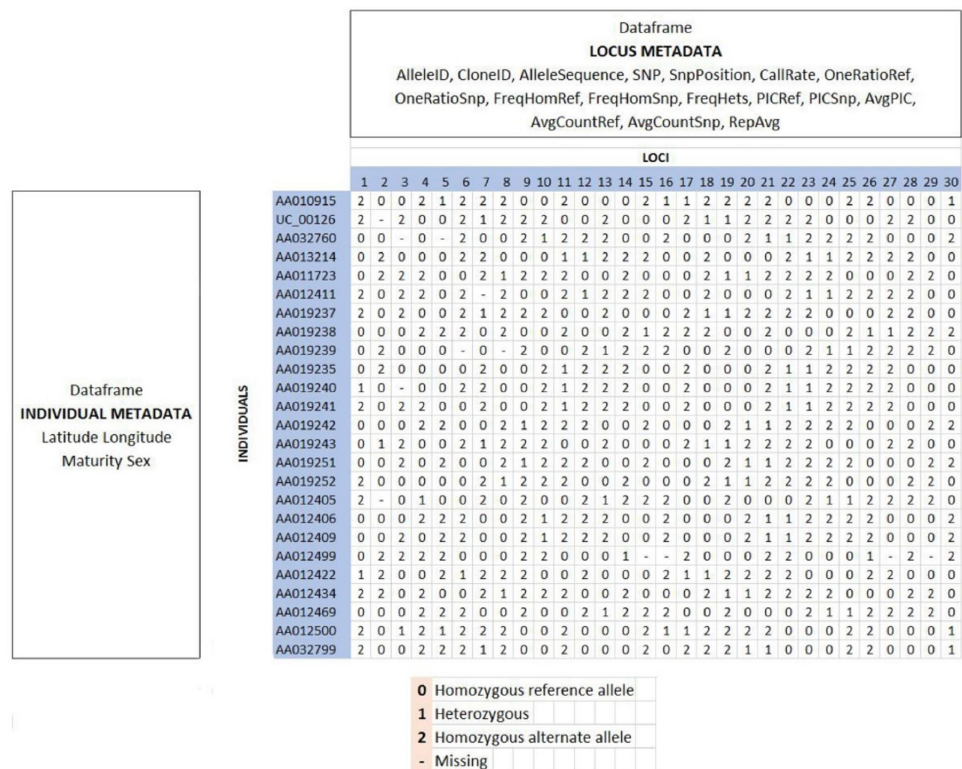 Dataframe
LOCUS METADATA
AlleleID, CloneID, AlleleSequence, SNP, SnpPosition, CallRate, OneRatioRef,
OneRatioSnp, FreqHomRef, FreqHomSnp, FreqHets, PICRef, PICSnp, AvgPIC,
AvgCountRef, AvgCountSnp, RepAvg
LOCI
1 2 3 4 5 6 7 8 9 10 11 12 13 14 15 16 17 18 19 20 21 22 23 24 25 26 27 28 29 30
AA010915 2 0 0 2 1 2 2 2 0 0 2 0 0 0 2 1 1 2 2 2 2 0 0 0 2 2 0 0 0 1
UC_00126 2 - 2 0 0 2 1 2 2 2 0 0 2 0 0 0 2 1 1 2 2 2 2 0 0 0 2 2 0 0
AA032760 0 0 - 0 - 2 0 0 2 1 2 2 2 0 0 2 0 0 0 2 1 1 2 2 2 2 0 0 0 2
AA013214 0 2 0 0 0 2 2 0 0 0 1 1 2 2 2 0 0 2 0 0 0 2 1 1 2 2 2 2 0 0
AA011723 0 2 2 2 0 0 2 1 2 2 2 0 0 2 0 0 0 2 1 1 2 2 2 2 0 0 0 2 2 0
AA012411 2 0 2 2 0 2 - 2 0 0 2 1 2 2 2 0 0 2 0 0 0 2 1 1 2 2 2 2 0 0
AA019237 2 0 2 0 0 2 1 2 2 2 0 0 2 0 0 0 2 1 1 2 2 2 2 0 0 0 2 2 0 0
AA019238 0 0 0 2 2 2 0 2 0 0 2 0 0 2 1 2 2 2 0 0 2 0 0 0 2 1 1 2 2 2
AA019239 0 2 0 0 0 - 0 - 2 0 0 2 1 2 2 2 0 0 2 0 0 0 2 1 1 2 2 2 2 0
AA019235 0 2 0 0 0 0 2 0 0 2 1 2 2 2 0 0 2 0 0 0 2 1 1 2 2 2 2 0 0 0
AA019240 1 0 - 0 0 2 2 0 0 2 1 2 2 2 0 0 2 0 0 0 2 1 1 2 2 2 2 0 0 0
AA019241 2 0 2 2 0 0 2 0 0 2 1 2 2 2 0 0 2 0 0 0 2 1 1 2 2 2 2 0 0 0
AA019242 0 0 0 2 2 0 0 2 1 2 2 2 0 0 2 0 0 0 2 1 1 2 2 2 2 0 0 0 2 2
AA019243 0 1 2 0 0 2 1 2 2 2 0 0 2 0 0 0 2 1 1 2 2 2 2 0 0 0 2 2 0 0
AA019251 0 0 2 0 2 0 0 2 1 2 2 2 0 0 2 0 0 0 2 1 1 2 2 2 2 0 0 0 2 2
AA019252 2 0 0 0 0 0 2 1 2 2 2 0 0 2 0 0 0 2 1 1 2 2 2 2 0 0 0 2 2 0
AA012405 2 - 0 1 0 0 2 0 2 0 0 2 1 2 2 2 0 0 2 0 0 0 2 1 1 2 2 2 2 0
AA012406 0 0 0 2 2 2 0 0 2 1 2 2 2 0 0 2 0 0 0 2 1 1 2 2 2 2 0 0 0 2
AA012409 0 0 0 2 2 2 0 0 2 1 2 2 2 0 0 2 0 0 0 2 1 1 2 2 2 2 0 0 0 2
AA012499 0 2 2 2 2 0 0 0 2 2 0 0 0 1 - - 2 0 0 0 2 2 0 0 0 1 - 2 - 2
AA012422 1 2 0 0 2 1 2 2 2 0 0 2 0 0 0 2 1 1 2 2 2 2 0 0 0 2 2 0 0 0
AA012434 2 2 0 2 0 0 2 1 2 2 2 0 0 2 0 0 0 2 1 1 2 2 2 2 0 0 0 2 2 0
AA012469 0 0 0 2 2 2 0 0 2 0 0 2 1 2 2 2 0 0 2 0 0 0 2 1 1 2 2 2 2 0
AA012500 2 0 1 2 1 2 2 2 0 0 2 0 0 0 2 1 1 2 2 2 2 0 0 0 2 2 0 0 0 1
AA032799 2 0 0 2 2 2 1 2 0 0 2 0 0 0 2 0 2 2 2 1 1 0 0 0 2 2 0 0 0 1
INDIVIDUALS
Dataframe
INDIVIDUAL METADATA
Latitude Longitude
Maturity Sex
0 Homozygous reference allele
1 Heterozygous
2 Homozygous alternate allele
- Missing